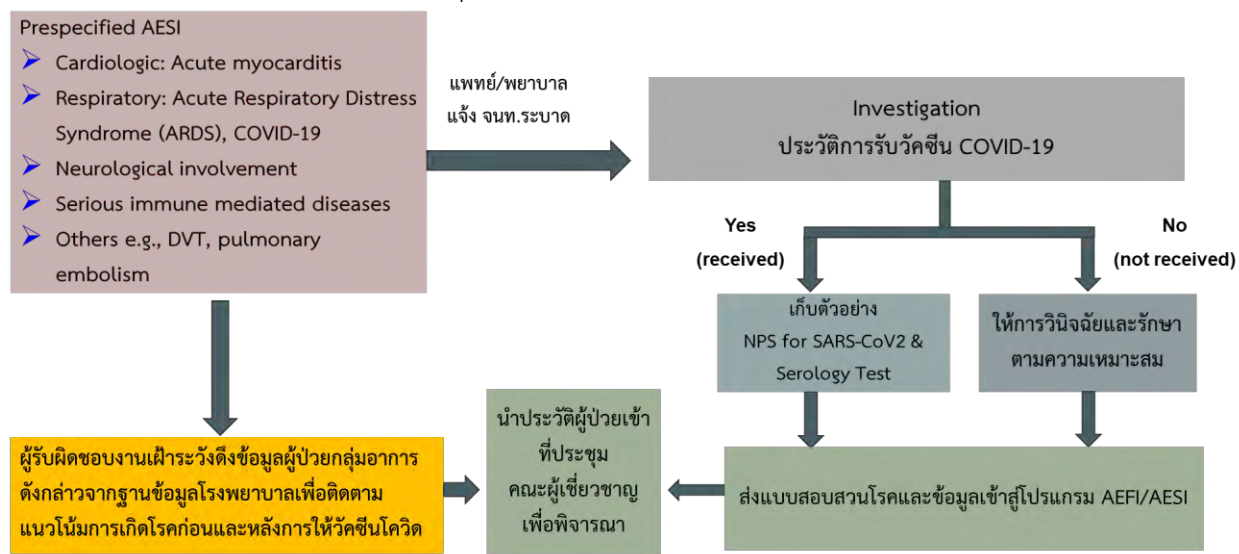 Prespecified AESI
➤ Cardiologic: Acute myocarditis
➤ Respiratory: Acute Respiratory Distress
Syndrome (ARDS), COVID-19
➤ Neurological involvement
➤ Serious immune mediated diseases
➤ Others e.g., DVT, pulmonary
embolism
แพทย์/พยาบาล
แจ้ง จนท.ระบาด
Investigation
ประวัติการรับวัคซีน COVID-19
Yes
(received)
No
(not received)
เก็บตัวอย่าง
NPS for SARS-CoV2 &
Serology Test
ให้การวินิจฉัยและรักษา
ตามความเหมาะสม
ผู้รับผิดชอบงานเฝ้าระวังดึงข้อมูลผู้ป่วยกลุ่มอาการ
ดังกล่าวจากฐานข้อมูลโรงพยาบาลเพื่อติดตาม
แนวโน้มการเกิดโรคก่อนและหลังการให้วัคซีนโควิด
นำประวัติผู้ป่วยเข้า
ที่ประชุม
คณะผู้เชี่ยวชาญ
เพื่อพิจารณา
ส่งแบบสอบสวนโรคและข้อมูลเข้าสู่โปรแกรม AEFI/AESI